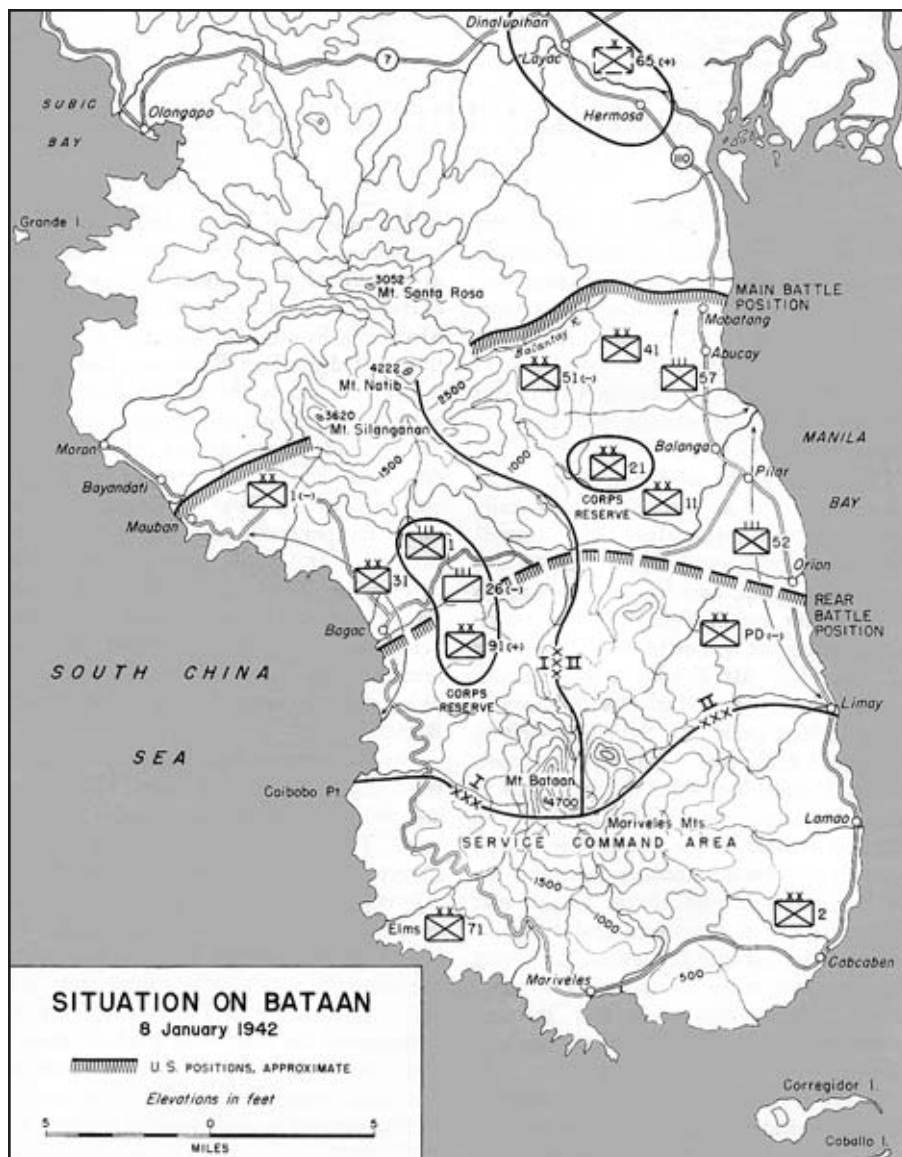 Dinalupihan
Layac
65 (+)
7
SUBIC
BAY
Olongapo
Hermosa
110
Grande I.
3052
Mt. Santa Rosa
MAIN BATTLE
POSITION
Mabatang
Balantay R.
41
Abucay
4222
Mt. Natib
51(-)
57
2500
3620
Mt. Silanganan
MANILA
BAY
Moron
1500
1000
Balanga
21
Pilar
CORPS
RESERVE
11
Bayandati
1(-)
Mauban
1
52
31
26(-)
Orion
REAR
BATTLE
POSITION
Bagac
91(+)
PD(-)
CORPS
RESERVE
I
II
SOUTH CHINA
SEA
II
XXX
Limay
Mt. Bataan
4700
Caibobo Pt.
I
XXX
Mariveles Mts
Lamao
SERVICE COMMAND AREA
1500
1000
2
Elms
71
Cabcaben
Mariveles
500
SITUATION ON BATAAN
8 January 1942
U.S. POSITIONS, APPROXIMATE
Elevations in feet
5 0 5
MILES
Corregidor I.
Caballo I.